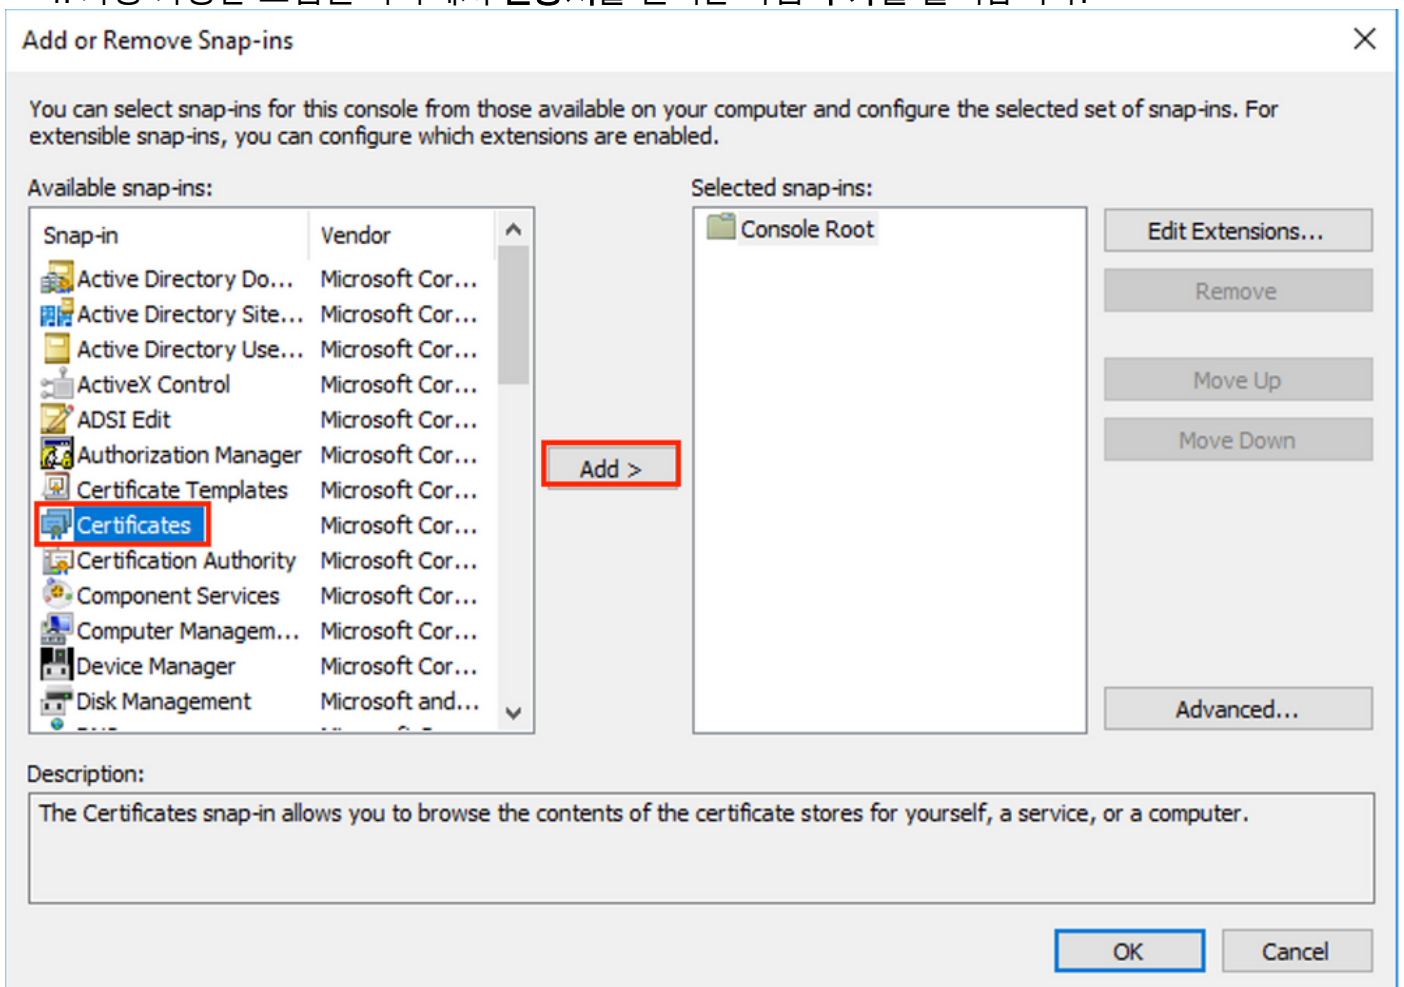 Add or Remove Snap-ins
You can select snap-ins for this console from those available on your computer and configure the selected set of snap-ins. For
extensible snap-ins, you can configure which extensions are enabled.
Available snap-ins:
Snap-in Vendor
Active Directory Do... Microsoft Cor...
Active Directory Site... Microsoft Cor...
Active Directory Use... Microsoft Cor...
ActiveX Control Microsoft Cor...
ADSI Edit Microsoft Cor...
Authorization Manager Microsoft Cor...
Certificate Templates Microsoft Cor...
Certificates Microsoft Cor...
Certification Authority Microsoft Cor...
Component Services Microsoft Cor...
Computer Managem... Microsoft Cor...
Device Manager Microsoft Cor...
Disk Management Microsoft and...
Add >
Selected snap-ins:
Console Root
Edit Extensions...
Remove
Move Up
Move Down
Advanced...
Description:
The Certificates snap-in allows you to browse the contents of the certificate stores for yourself, a service, or a computer.
OK Cancel